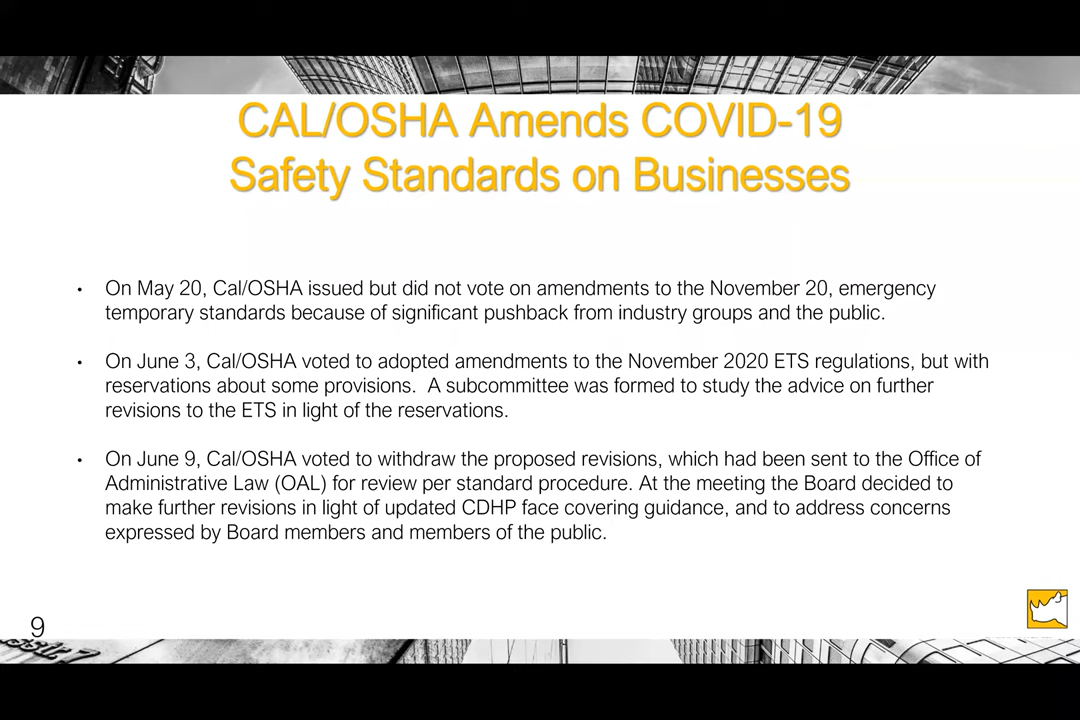 CAL/OSHA Amends COVID-19
Safety Standards on Businesses
• On May 20, Cal/OSHA issued but did not vote on amendments to the November 20, emergency
temporary standards because of significant pushback from industry groups and the public.
• On June 3, Cal/OSHA voted to adopted amendments to the November 2020 ETS regulations, but with
reservations about some provisions.  A subcommittee was formed to study the advice on further
revisions to the ETS in light of the reservations.
• On June 9, Cal/OSHA voted to withdraw the proposed revisions, which had been sent to the Office of
Administrative Law (OAL) for review per standard procedure. At the meeting the Board decided to
make further revisions in light of updated CDHP face covering guidance, and to address concerns
expressed by Board members and members of the public.
9